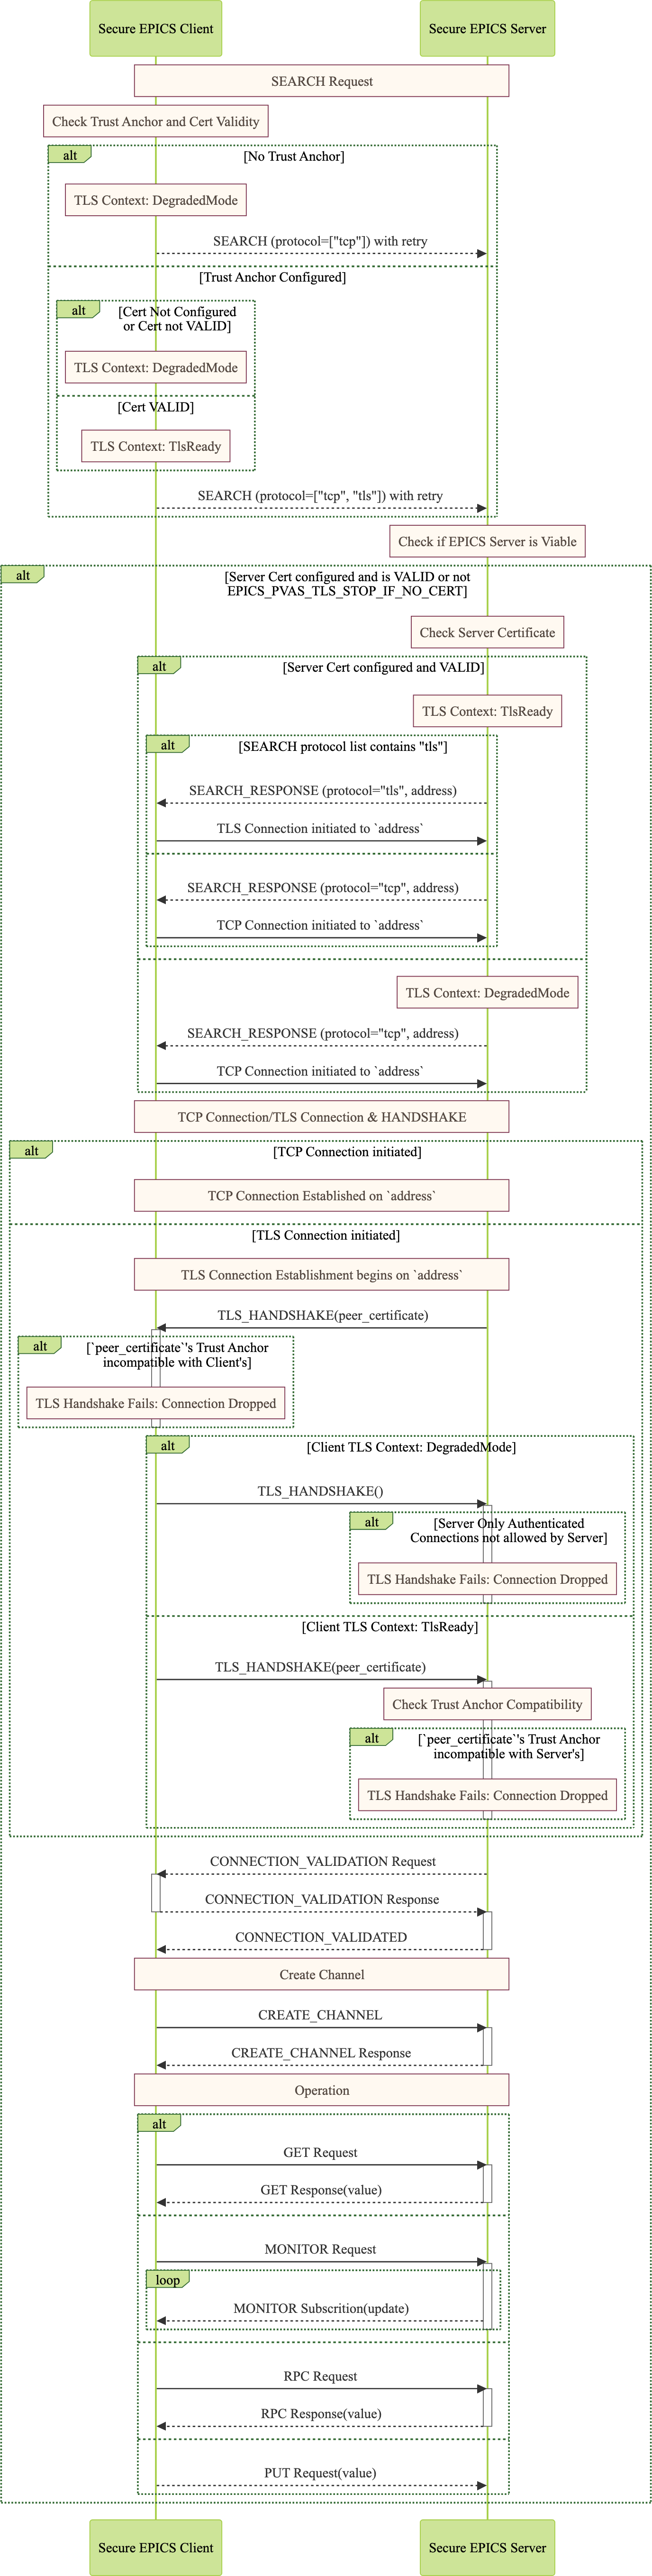 Secure EPICS Client
Secure EPICS Server
SEARCH Request
Check Trust Anchor and Cert Validity
alt
[No Trust Anchor]
TLS Context: DegradedMode
SEARCH (protocol=["tcp"]) with retry
[Trust Anchor Configured]
alt
[Cert Not Configured
or Cert not VALID]
TLS Context: DegradedMode
[Cert VALID]
TLS Context: TlsReady
SEARCH (protocol=["tcp", "tls"]) with retry
Check if EPICS Server is Viable
alt
[Server Cert configured and is VALID or not
EPICS_PVAS_TLS_STOP_IF_NO_CERT]
Check Server Certificate
alt
[Server Cert configured and VALID]
TLS Context: TlsReady
alt
[SEARCH protocol list contains "tls"]
SEARCH_RESPONSE (protocol="tls", address)
TLS Connection initiated to `address`
SEARCH_RESPONSE (protocol="tcp", address)
TCP Connection initiated to `address`
TLS Context: DegradedMode
SEARCH_RESPONSE (protocol="tcp", address)
TCP Connection initiated to `address`
TCP Connection/TLS Connection & HANDSHAKE
alt
[TCP Connection initiated]
TCP Connection Established on `address`
[TLS Connection initiated]
TLS Connection Establishment begins on `address`
TLS_HANDSHAKE(peer_certificate)
alt
[`peer_certificate`'s Trust Anchor
incompatible with Client's]
TLS Handshake Fails: Connection Dropped
alt
[Client TLS Context: DegradedMode]
TLS_HANDSHAKE()
alt
[Server Only Authenticated
Connections not allowed by Server]
TLS Handshake Fails: Connection Dropped
[Client TLS Context: TlsReady]
TLS_HANDSHAKE(peer_certificate)
Check Trust Anchor Compatibility
alt
[`peer_certificate`'s Trust Anchor
incompatible with Server's]
TLS Handshake Fails: Connection Dropped
CONNECTION_VALIDATION Request
CONNECTION_VALIDATION Response
CONNECTION_VALIDATED
Create Channel
CREATE_CHANNEL
CREATE_CHANNEL Response
Operation
alt
GET Request
GET Response(value)
MONITOR Request
loop
MONITOR Subscrition(update)
RPC Request
RPC Response(value)
PUT Request(value)
Secure EPICS Client
Secure EPICS Server